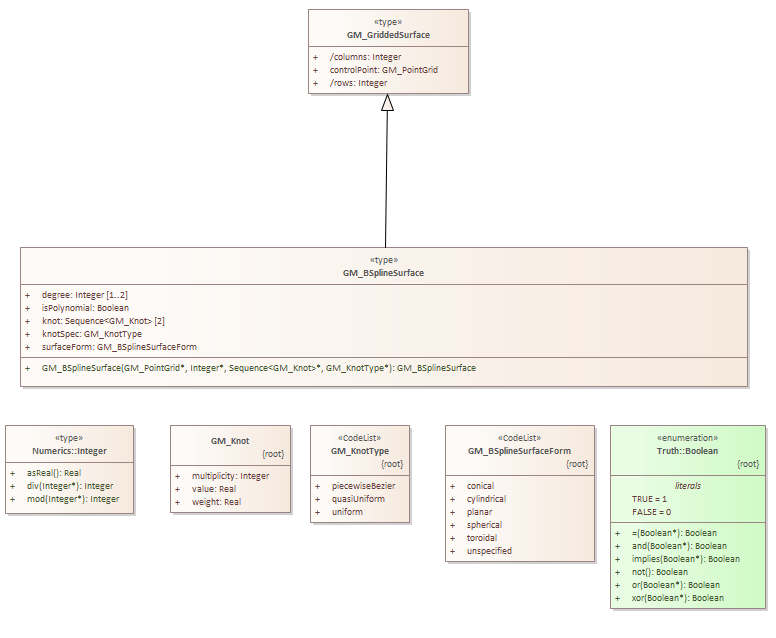 «type»
GM_GriddedSurface
+ /columns: Integer
+ controlPoint: GM_PointGrid
+ /rows: Integer
«type»
GM_BSplineSurface
+ degree: Integer [1..2]
+ isPolynomial: Boolean
+ knot: Sequence<GM_Knot> [2]
+ knotSpec: GM_KnotType
+ surfaceForm: GM_BSplineSurfaceForm
+ GM_BSplineSurface(GM_PointGrid*, Integer*, Sequence<GM_Knot>*, GM_KnotType*): GM_BSplineSurface
«type»
Numerics::Integer
+ asReal(): Real
+ div(Integer*): Integer
+ mod(Integer*): Integer
GM_Knot
{root}
+ multiplicity: Integer
+ value: Real
+ weight: Real
«CodeList»
GM_KnotType
{root}
+ piecewiseBezier
+ quasiUniform
+ uniform
«CodeList»
GM_BSplineSurfaceForm
{root}
+ conical
+ cylindrical
+ planar
+ spherical
+ toroidal
+ unspecified
«enumeration»
Truth::Boolean
{root}
literals
TRUE = 1
FALSE = 0
+ =(Boolean*): Boolean
+ and(Boolean*): Boolean
+ implies(Boolean*): Boolean
+ not(): Boolean
+ or(Boolean*): Boolean
+ xor(Boolean*): Boolean